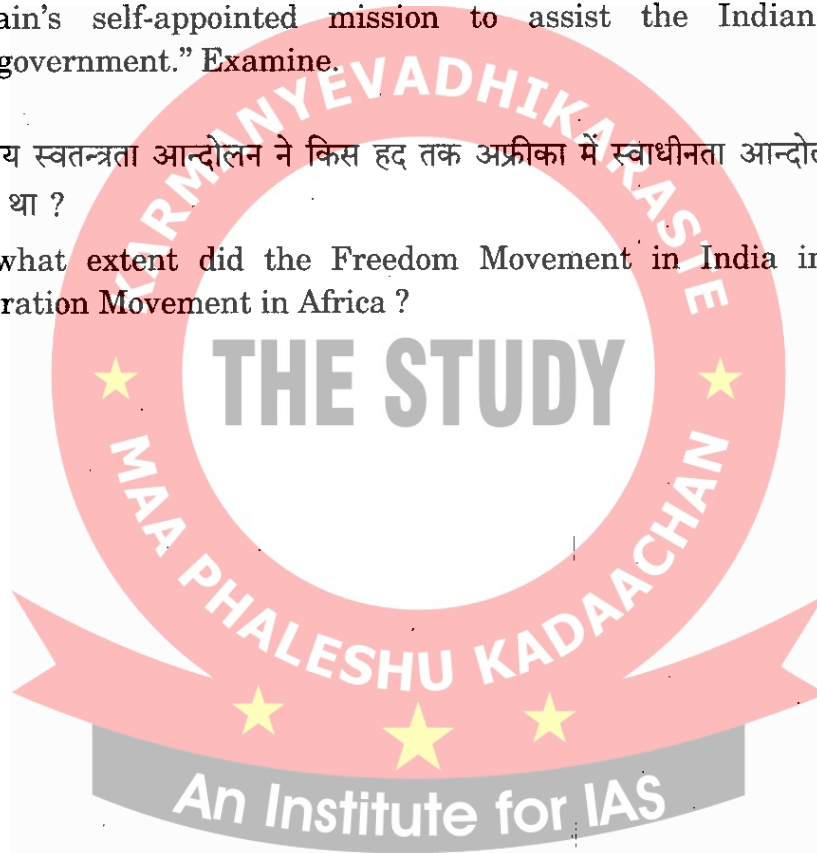 ain's self-appointed mission to assist the Indian
government." Examine.
य स्वतन्त्रता आन्दोलन ने किस हद तक अफ्रीका में स्वाधीनता आन्दो
था ?
what extent did the Freedom Movement in India in
ration Movement in Africa ?
KARMANYEVADHIKARASTE
THE STUDY
MAA PHALESHU KADAACHAN
An Institute for IAS